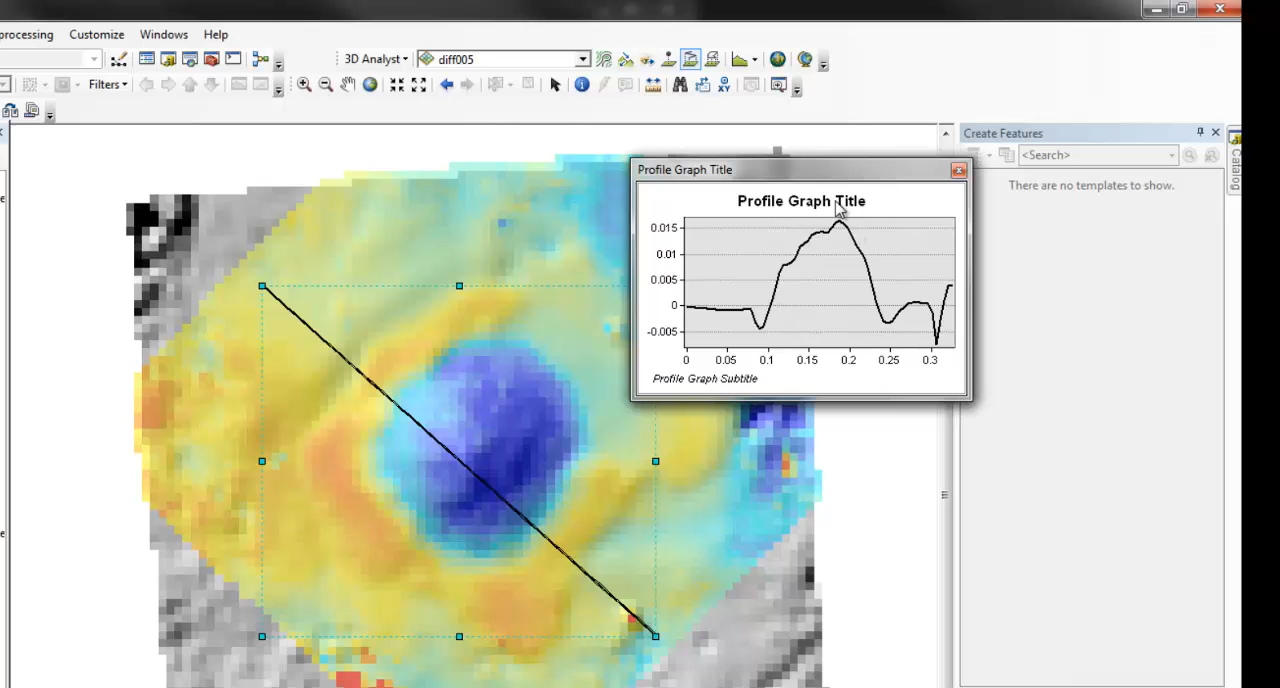 rocessing Customize Windows Help
3D Analyst diff005
Filters
XY
Create Features
Profile Graph Title
<Search>
Catalog
There are no templates to show.
Profile Graph Title
0.015
0.01
0.005
0
-0.005
0 0.05 0.1 0.15 0.2 0.25 0.3
Profile Graph Subtitle